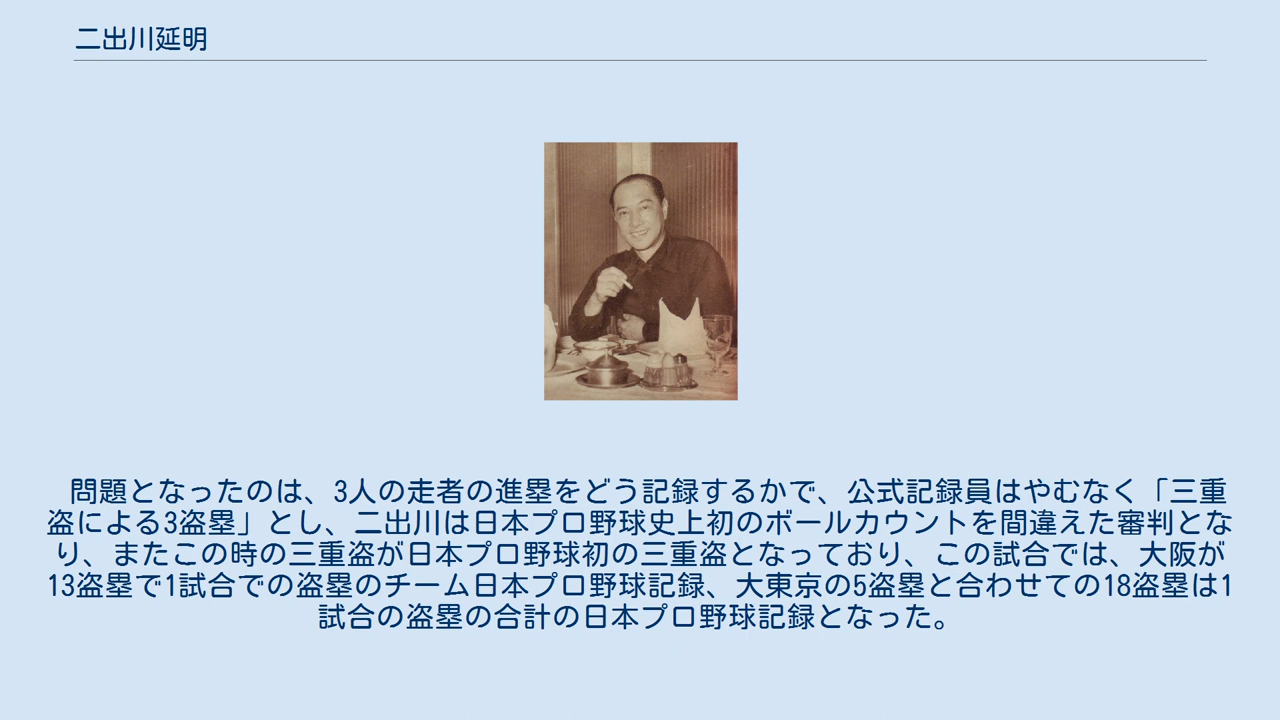 二出川延明
問題となったのは、3人の走者の進塁をどう記録するかで、公式記録員はやむなく「三重
盗による3盗塁」とし、二出川は日本プロ野球史上初のボールカウントを間違えた審判とな
り、またこの時の三重盗が日本プロ野球初の三重盗となっており、この試合では、大阪が
13盗塁で1試合での盗塁のチーム日本プロ野球記録、大東京の5盗塁と合わせての18盗塁は1
試合の盗塁の合計の日本プロ野球記録となった。